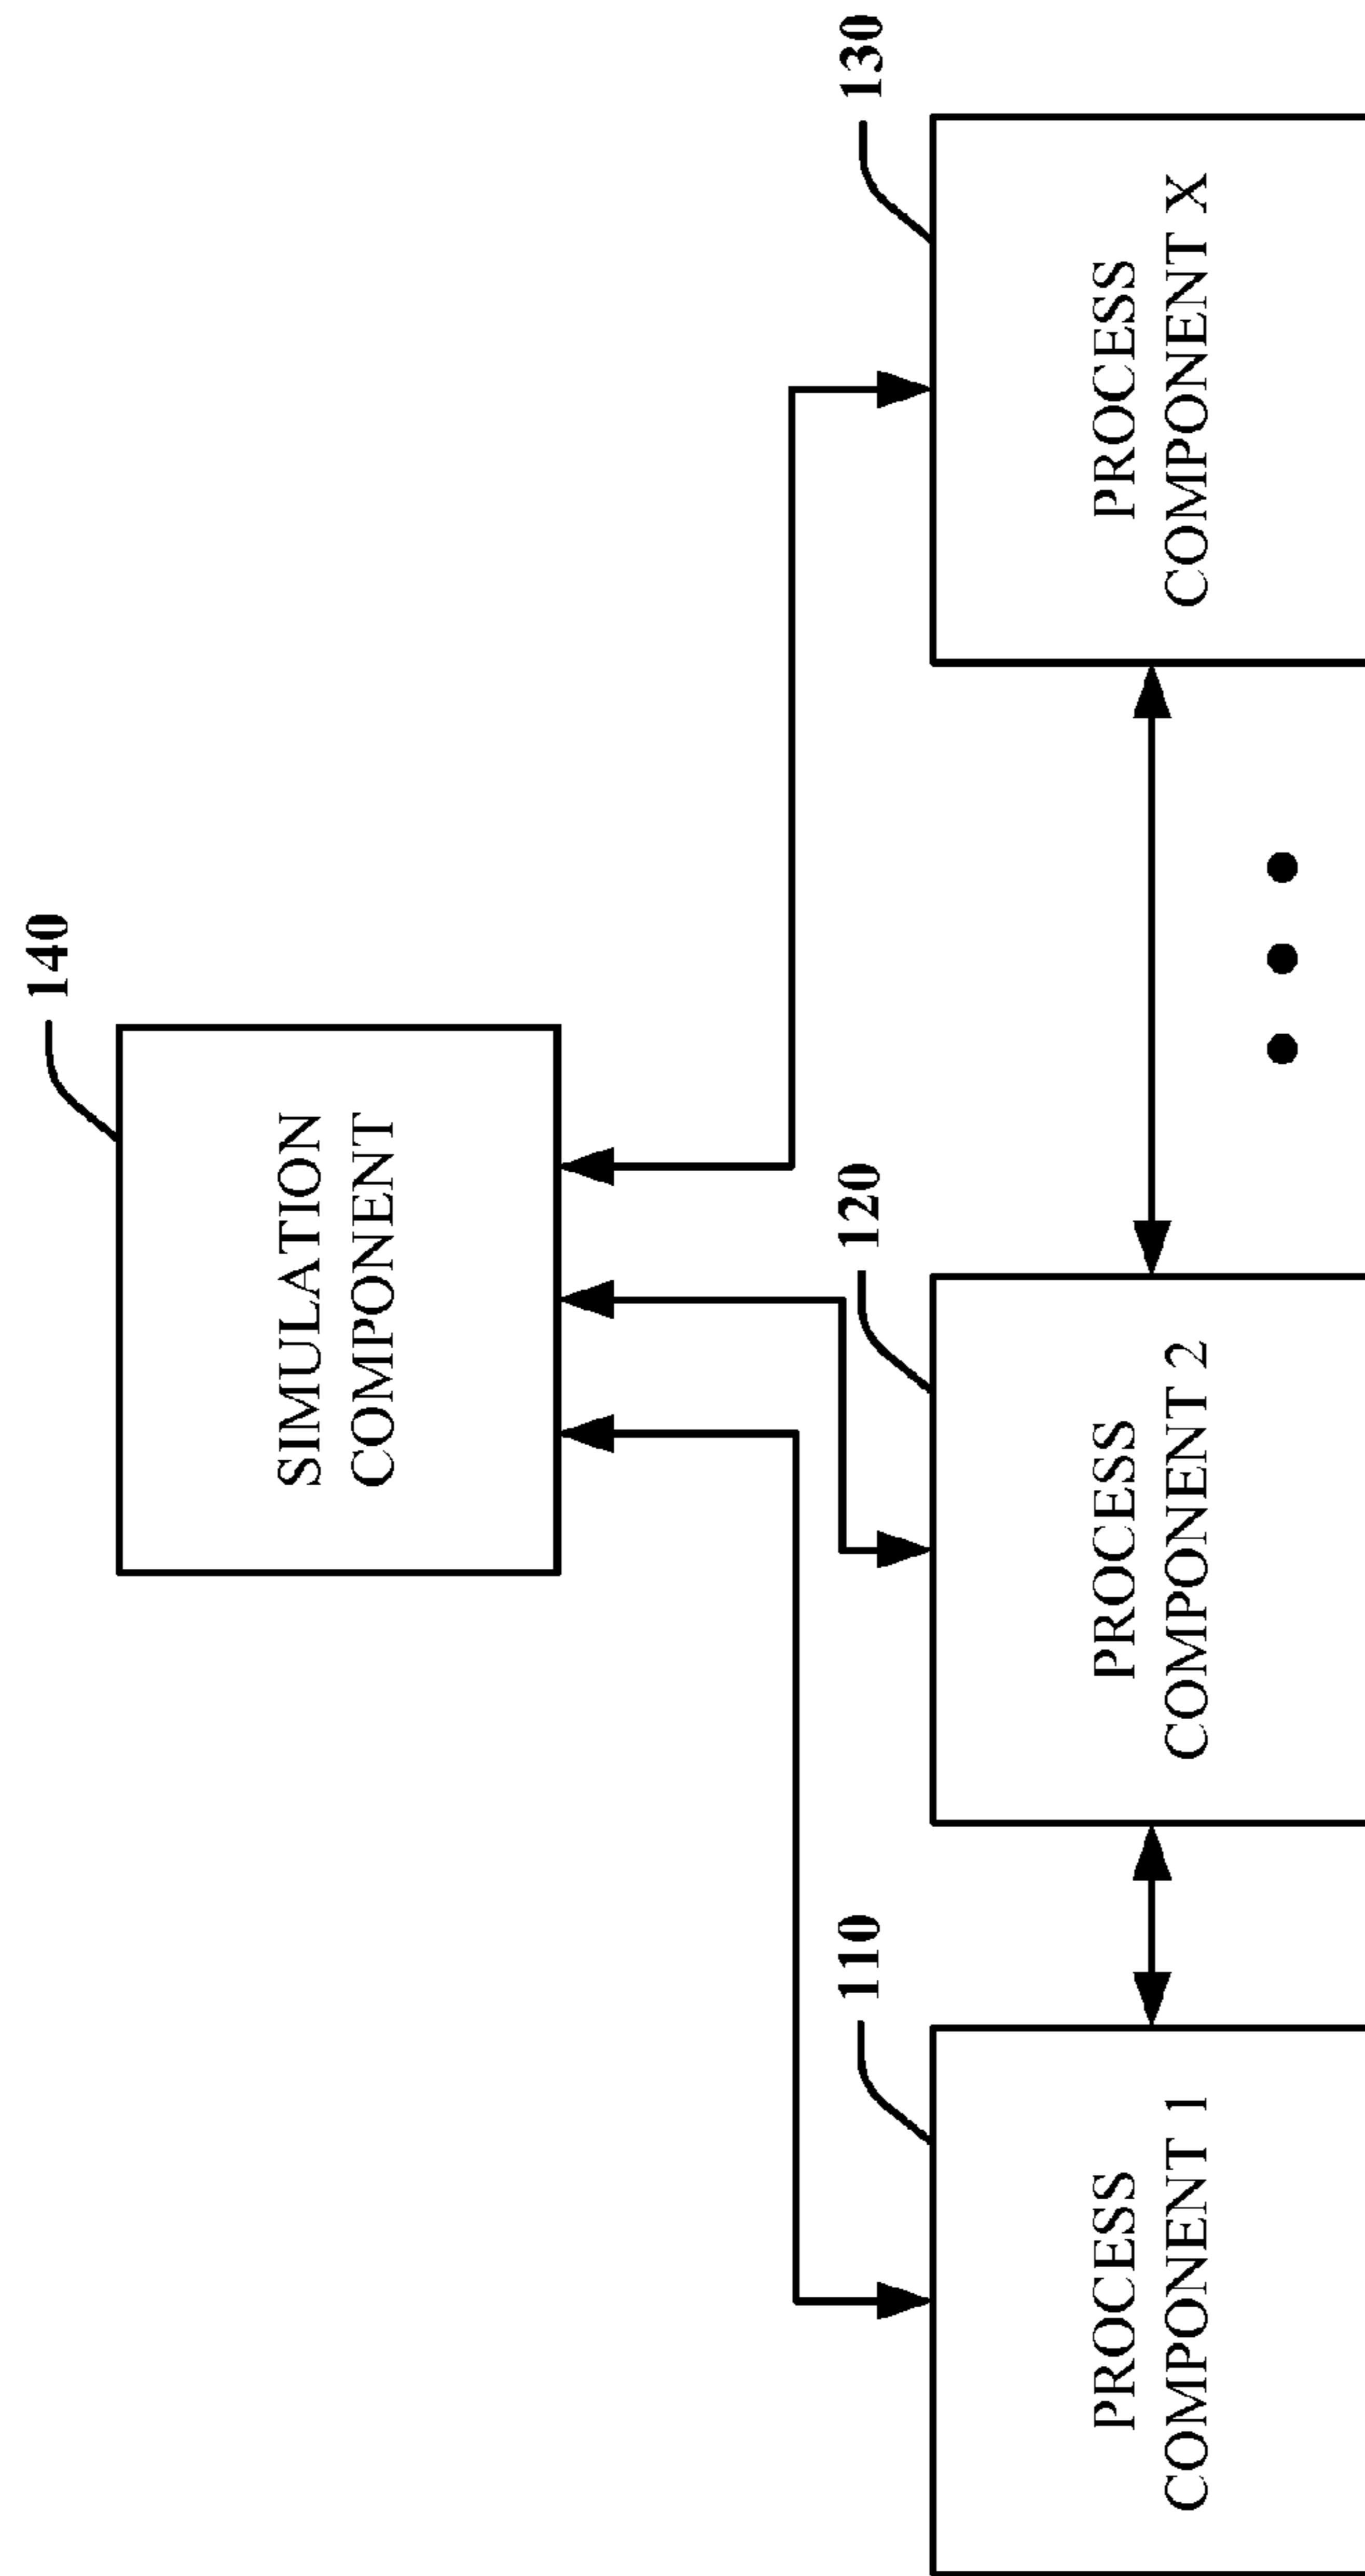 140
SIMULATION
COMPONENT
110
PROCESS
COMPONENT 1
120
PROCESS
COMPONENT 2
130
PROCESS
COMPONENT X